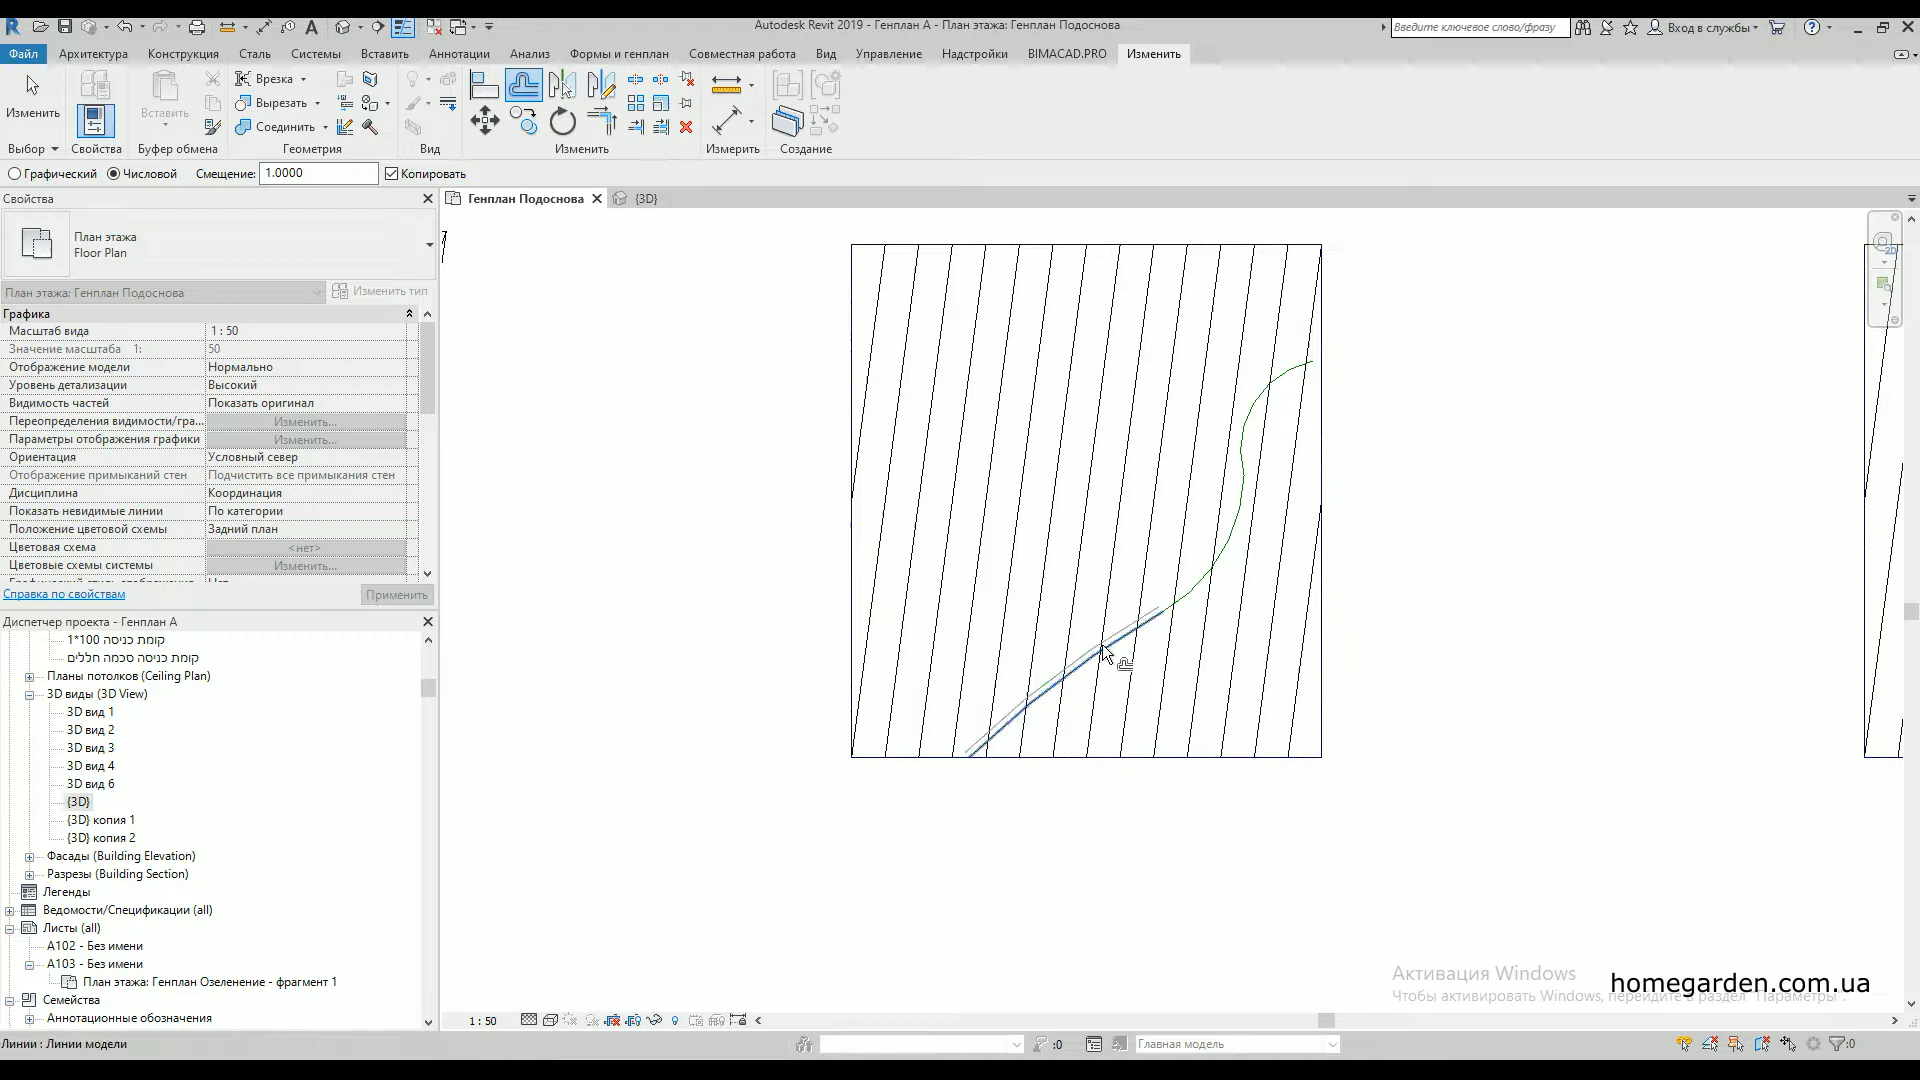 Autodesk Revit 2019 - Генплан А - План этажа: Генплан Подоснова
Введите ключевое слово/фразу
Вход в службы
Файл
Архитектура
Конструкция
Сталь
Системы
Вставить
Аннотации
Анализ
Формы и генплан
Совместная работа
Вид
Управление
Надстройки
BIMACAD.PRO
Изменить
Изменить
Вставить
Врезка
Вырезать
Соединить
Выбор
Свойства
Буфер обмена
Геометрия
Вид
Изменить
Измерить
Создание
Графический
Числовой
Смещение:
1.0000
Копировать
Свойства
Генплан Подоснова
{3D}
План этажа
Floor Plan
План этажа: Генплан Подоснова
Изменить тип
Графика
Масштаб вида
1 : 50
Значение масштаба 1:
50
Отображение модели
Нормально
Уровень детализации
Высокий
Видимость частей
Показать оригинал
Переопределения видимости/гра...
Изменить...
Параметры отображения графики
Изменить...
Ориентация
Условный север
Отображение примыканий стен
Подчистить все примыкания стен
Дисциплина
Координация
Показать невидимые линии
По категории
Положение цветовой схемы
Задний план
Цветовая схема
<нет>
Цветовые схемы системы
Изменить...
Справка по свойствам
Применить
Диспетчер проекта - Генплан А
קומת כניסה 100*1
קומת כניסה סכמה חללים
Планы потолков (Ceiling Plan)
3D виды (3D View)
3D вид 1
3D вид 2
3D вид 3
3D вид 4
3D вид 6
{3D}
{3D} копия 1
{3D} копия 2
Фасады (Building Elevation)
Разрезы (Building Section)
Легенды
Ведомости/Спецификации (all)
Листы (all)
A102 - Без имени
A103 - Без имени
План этажа: Генплан Озеленение - фрагмент 1
Семейства
Аннотационные обозначения
2D
Активация Windows
Чтобы активировать Windows, перейдите в раздел "Параметры".
homegarden.com.ua
1 : 50
Линии : Линии модели
:0
Главная модель
:0